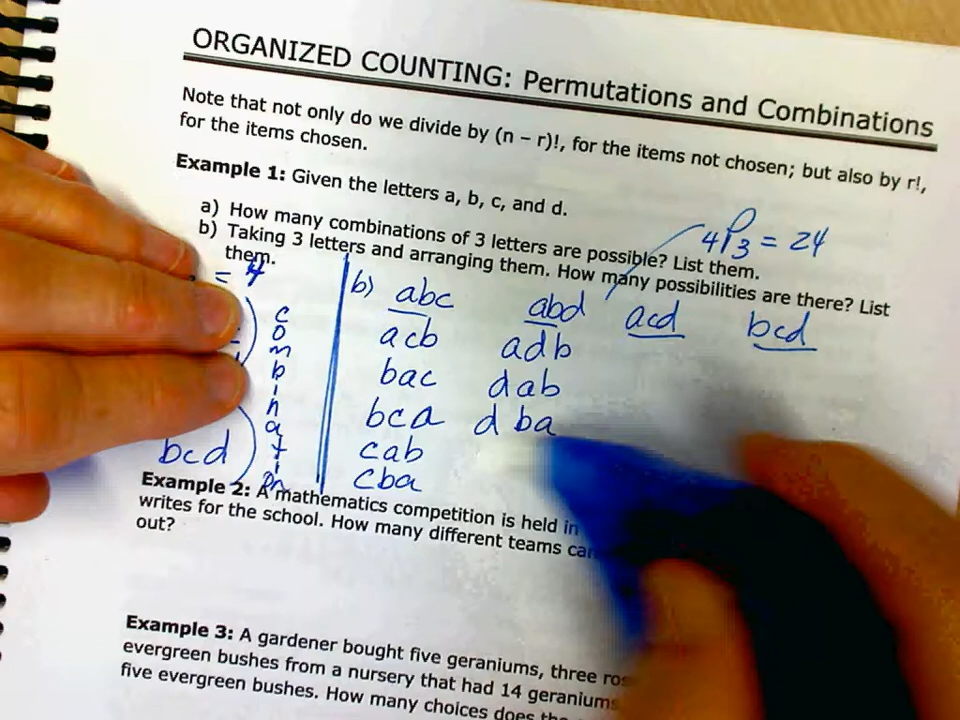 ORGANIZED COUNTING: Permutations and Combinations
Note that not only do we divide by (n – r)!, for the items not chosen; but also by r!,
for the items chosen.
Example 1: Given the letters a, b, c, and d.
a) How many combinations of 3 letters are possible? List them.
b) Taking 3 letters and arranging them. How many possibilities are there? List
them.
4P3 = 24
= 4
b) abc abd acd bcd
acb adb
bac dab
bca dba
cab
cba
bcd
Example 2: A mathematics competition is held in
writes for the school. How many different teams
out?
Example 3: A gardener bought five geraniums, three
evergreen bushes from a nursery that had 14 geraniums
five evergreen bushes. How many choices does